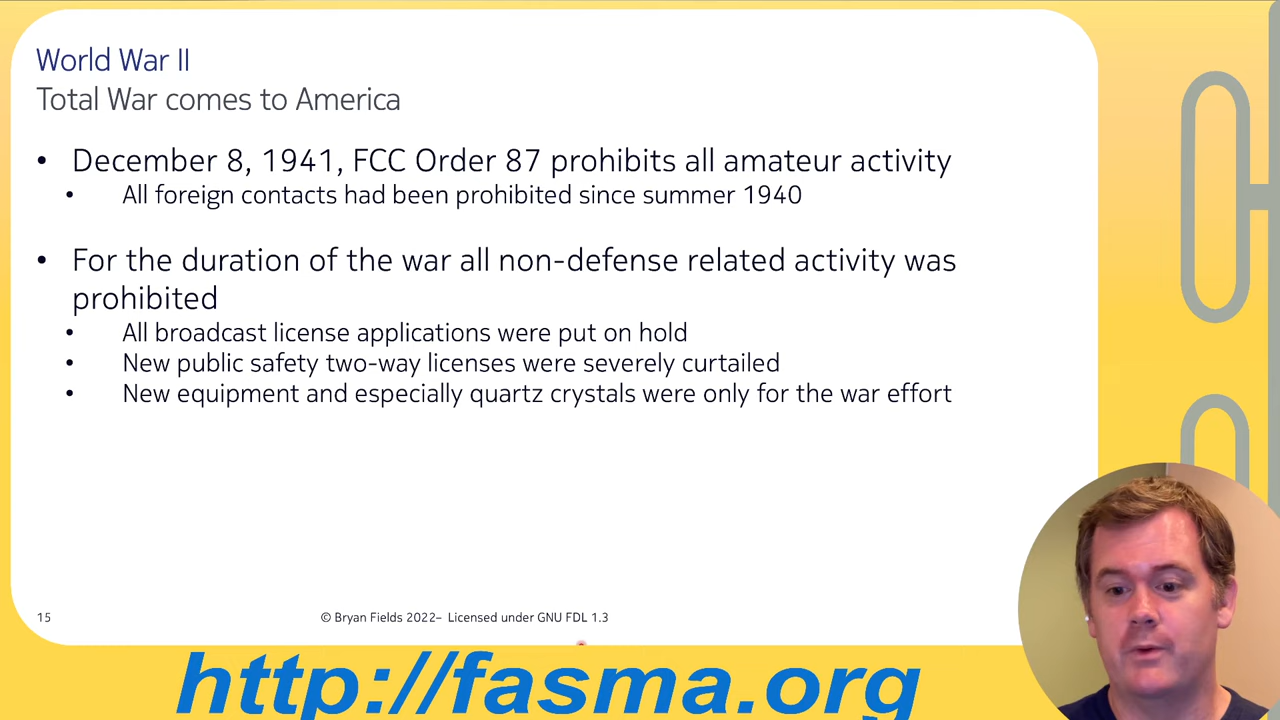 World War II
Total War comes to America
• December 8, 1941, FCC Order 87 prohibits all amateur activity
• All foreign contacts had been prohibited since summer 1940
• For the duration of the war all non-defense related activity was
prohibited
• All broadcast license applications were put on hold
• New public safety two-way licenses were severely curtailed
• New equipment and especially quartz crystals were only for the war effort
15
© Bryan Fields 2022– Licensed under GNU FDL 1.3
http://fasma.org